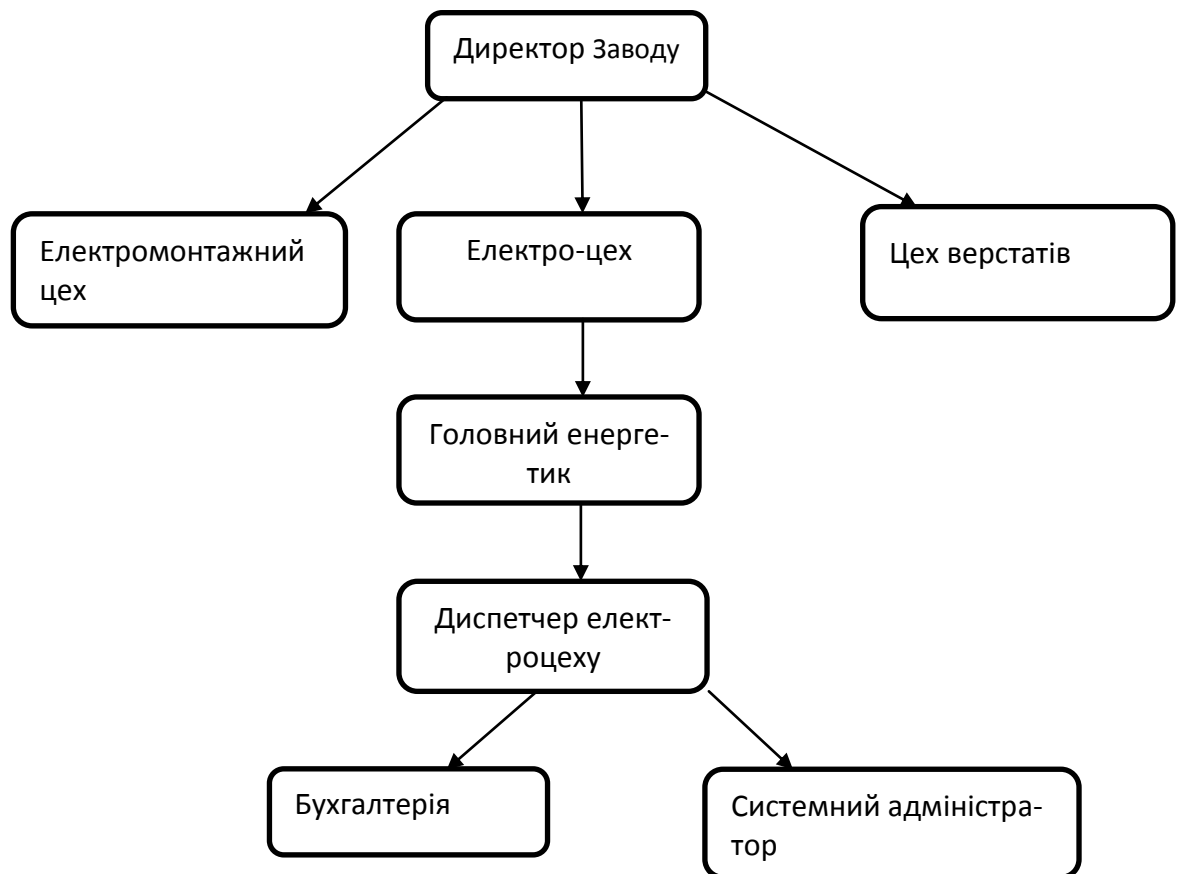 Директор Заводу
Електромонтажний
цех
Електро-цех
Цех верстатів
Головний енерге-
тик
Диспетчер елект-
роцеху
Бухгалтерія
Системний адміністра-
тор